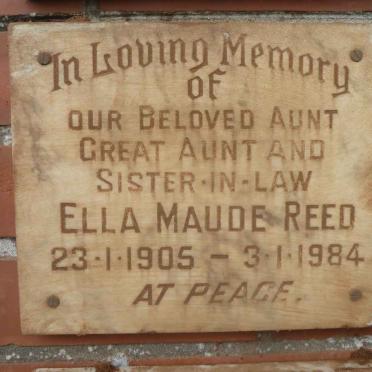 In Loving Memory
OF
OUR BELOVED AUNT
GREAT AUNT AND
SISTER-IN-LAW
ELLA MAUDE REED
23·1·1905 – 3·1·1984
AT PEACE.